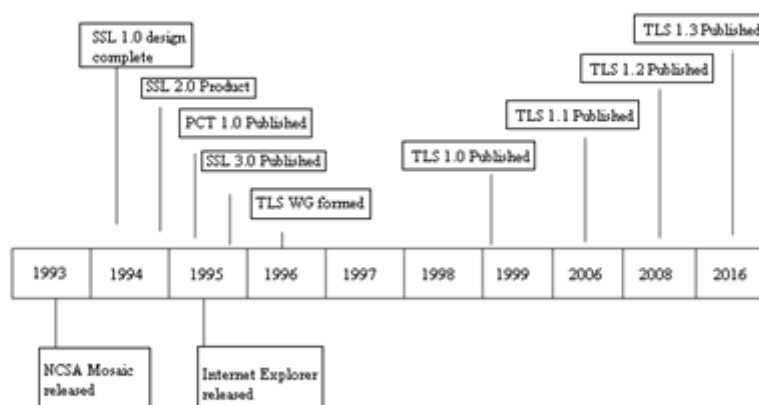 SSL 1.0 design
complete
SSL 2.0 Product
PCT 1.0 Published
SSL 3.0 Published
TLS WG formed
TLS 1.0 Published
TLS 1.1 Published
TLS 1.2 Published
TLS 1.3 Published
1993
1994
1995
1996
1997
1998
1999
2006
2008
2016
NCSA Mosaic
released
Internet Explorer
released